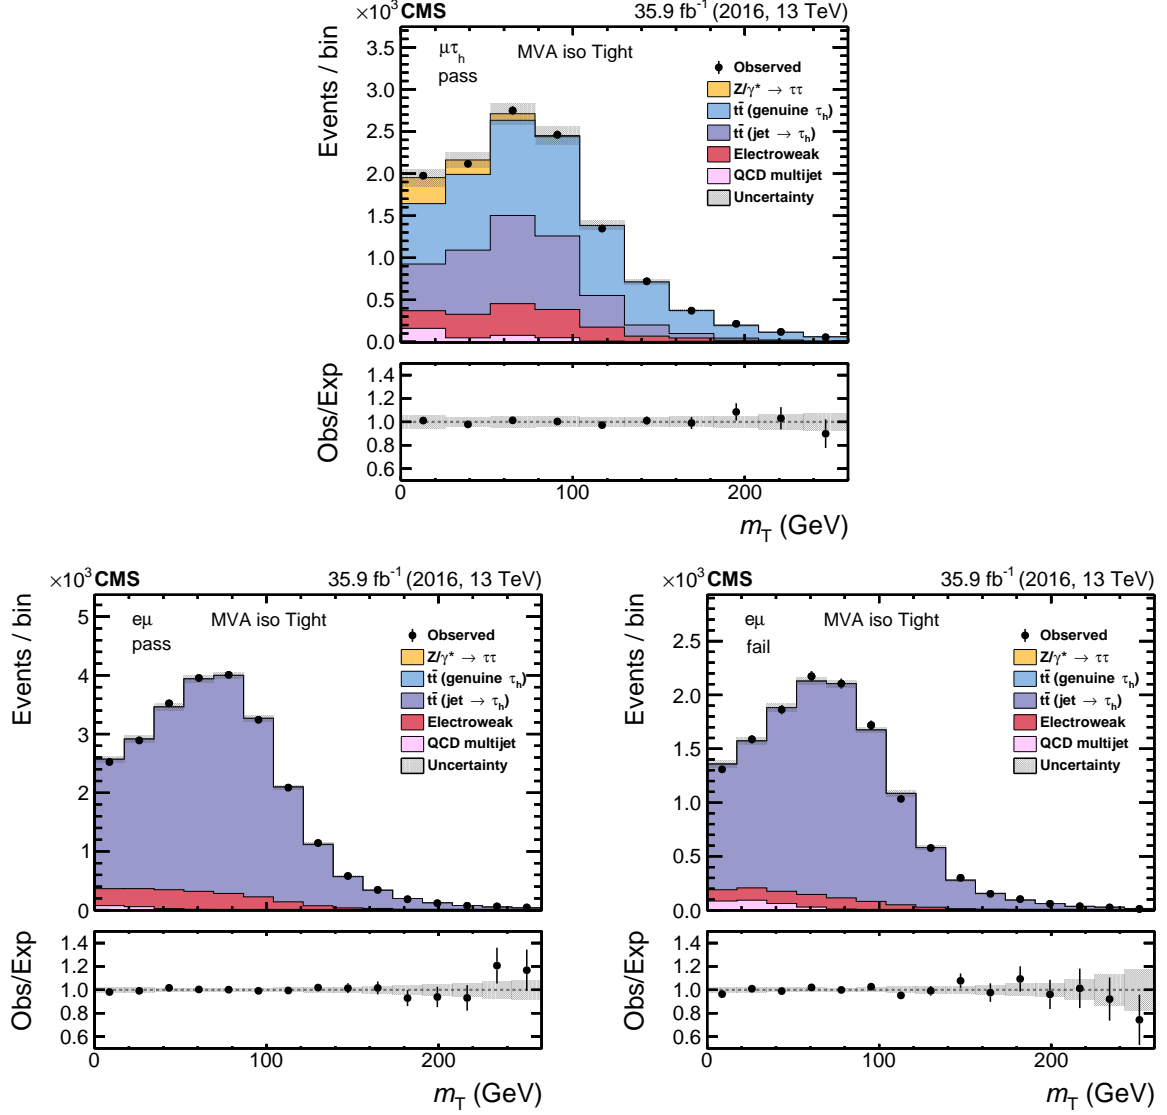 ×10³ CMS 35.9 fb⁻¹ (2016, 13 TeV)
Events / bin
μτh MVA iso Tight
pass
Observed
Z/γ* → ττ
tt̄ (genuine τh)
tt̄ (jet → τh)
Electroweak
QCD multijet
Uncertainty
3.5
3.0
2.5
2.0
1.5
1.0
0.5
0.0
Obs/Exp
1.4
1.2
1.0
0.8
0.6
0 100 200
mT (GeV)
×10³ CMS 35.9 fb⁻¹ (2016, 13 TeV)
Events / bin
eμ MVA iso Tight
pass
Observed
Z/γ* → ττ
tt̄ (genuine τh)
tt̄ (jet → τh)
Electroweak
QCD multijet
Uncertainty
5
4
3
2
1
0
Obs/Exp
1.4
1.2
1.0
0.8
0.6
0 100 200
mT (GeV)
×10³ CMS 35.9 fb⁻¹ (2016, 13 TeV)
Events / bin
eμ MVA iso Tight
fail
Observed
Z/γ* → ττ
tt̄ (genuine τh)
tt̄ (jet → τh)
Electroweak
QCD multijet
Uncertainty
2.5
2.0
1.5
1.0
0.5
0.0
Obs/Exp
1.4
1.2
1.0
0.8
0.6
0 100 200
mT (GeV)